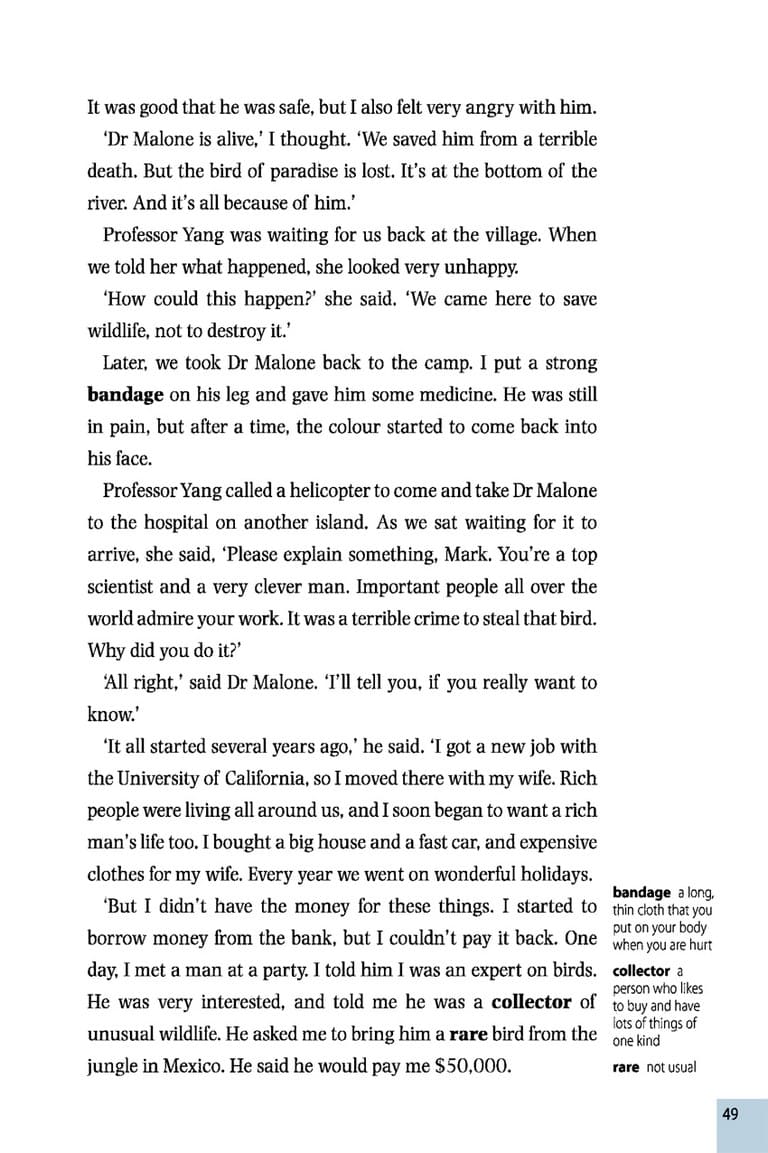 It was good that he was safe, but I also felt very angry with him.
‘Dr Malone is alive,’ I thought. ‘We saved him from a terrible
death. But the bird of paradise is lost. It’s at the bottom of the
river. And it’s all because of him.’
Professor Yang was waiting for us back at the village. When
we told her what happened, she looked very unhappy.
‘How could this happen?’ she said. ‘We came here to save
wildlife, not to destroy it.’
Later, we took Dr Malone back to the camp. I put a strong
bandage on his leg and gave him some medicine. He was still
in pain, but after a time, the colour started to come back into
his face.
Professor Yang called a helicopter to come and take Dr Malone
to the hospital on another island. As we sat waiting for it to
arrive, she said, ‘Please explain something, Mark. You’re a top
scientist and a very clever man. Important people all over the
world admire your work. It was a terrible crime to steal that bird.
Why did you do it?’
‘All right,’ said Dr Malone. ‘I’ll tell you, if you really want to
know.’
‘It all started several years ago,’ he said. ‘I got a new job with
the University of California, so I moved there with my wife. Rich
people were living all around us, and I soon began to want a rich
man’s life too. I bought a big house and a fast car, and expensive
clothes for my wife. Every year we went on wonderful holidays.
‘But I didn’t have the money for these things. I started to
borrow money from the bank, but I couldn’t pay it back. One
day, I met a man at a party. I told him I was an expert on birds.
He was very interested, and told me he was a collector of
unusual wildlife. He asked me to bring him a rare bird from the
jungle in Mexico. He said he would pay me $50,000.
bandage a long,
thin cloth that you
put on your body
when you are hurt
collector a
person who likes
to buy and have
lots of things of
one kind
rare not usual
49